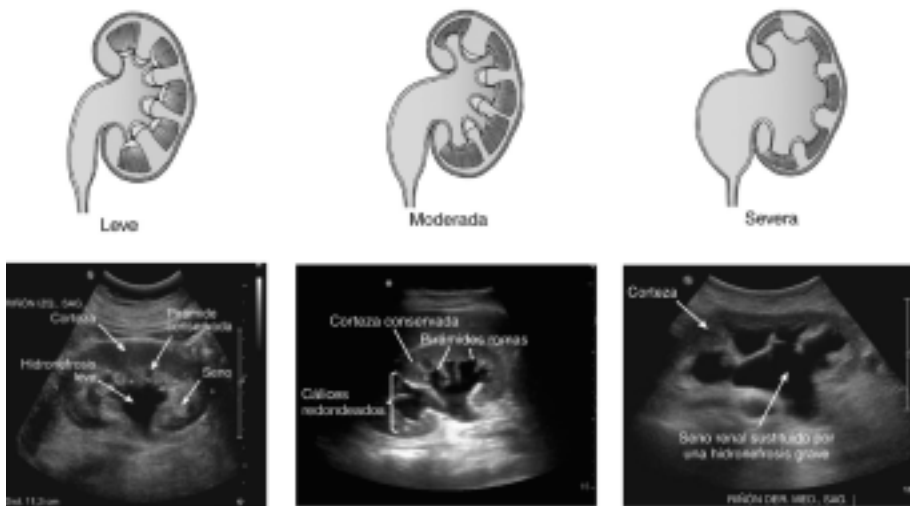 Leve
Moderada
Severa
RIÑÓN IZQ., SAG.
Corteza
Pirámide
conservada
Hidronefrosis
leve
Seno
Corteza conservada
Pirámides romas
Cálices
redondeados
Corteza
Seno renal sustituido por
una hidronefrosis grave
RIÑÓN DER. MED., SAG.